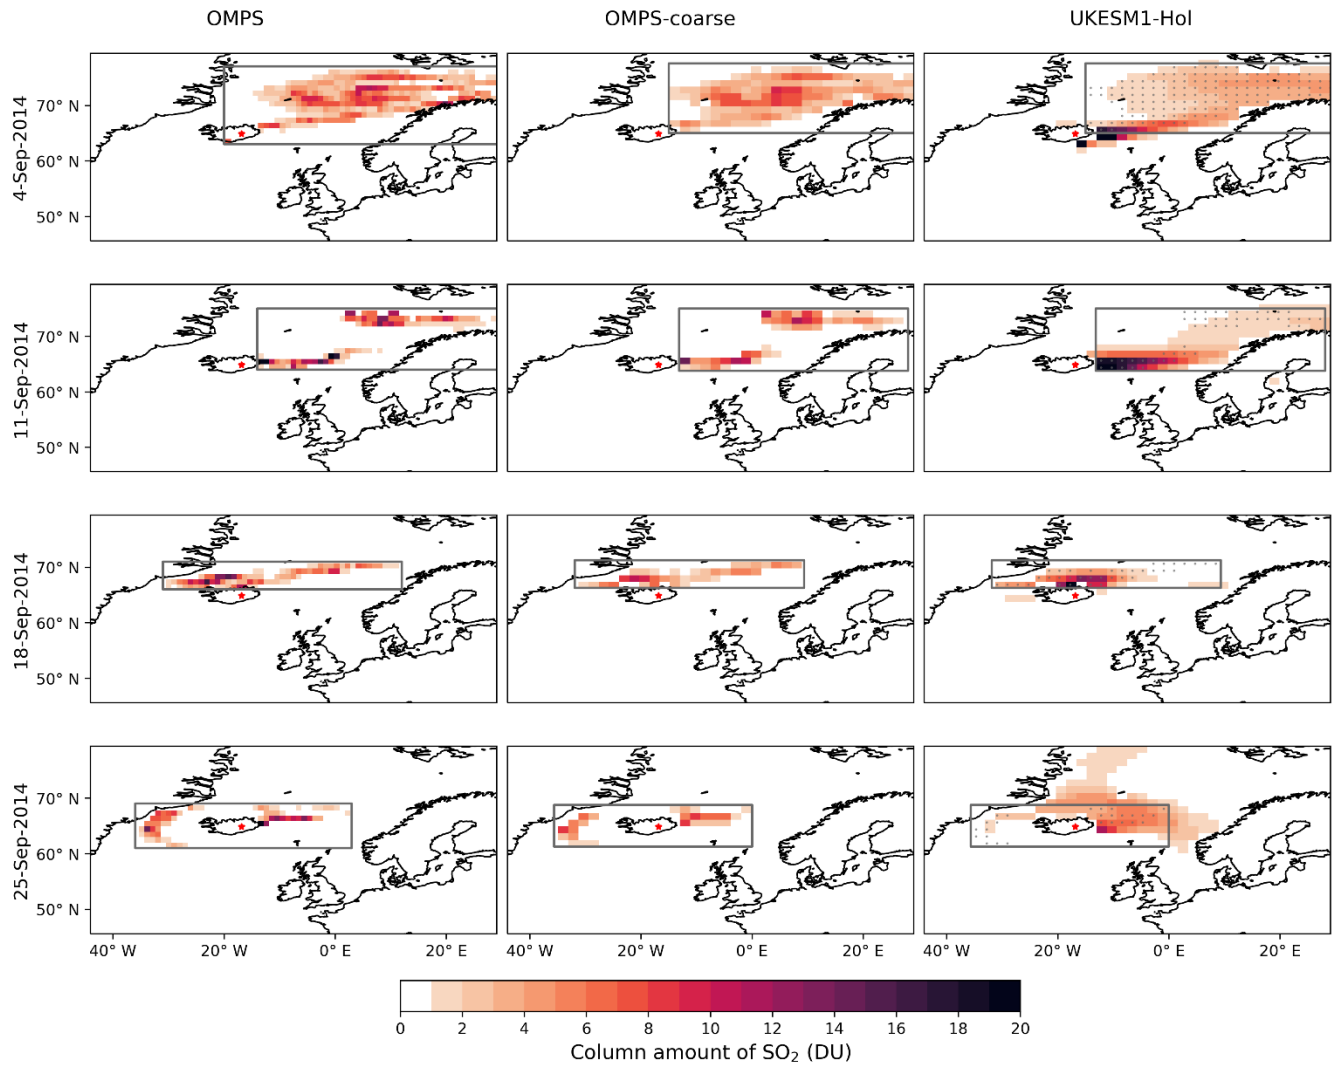 OMPS OMPS-coarse UKESM1-Hol
4-Sep-2014
70° N
60° N
50° N
11-Sep-2014
70° N
60° N
50° N
18-Sep-2014
70° N
60° N
50° N
25-Sep-2014
70° N
60° N
50° N
40° W 20° W 0° E 20° E 40° W 20° W 0° E 20° E 40° W 20° W 0° E 20° E
0 2 4 6 8 10 12 14 16 18 20
Column amount of SO₂ (DU)